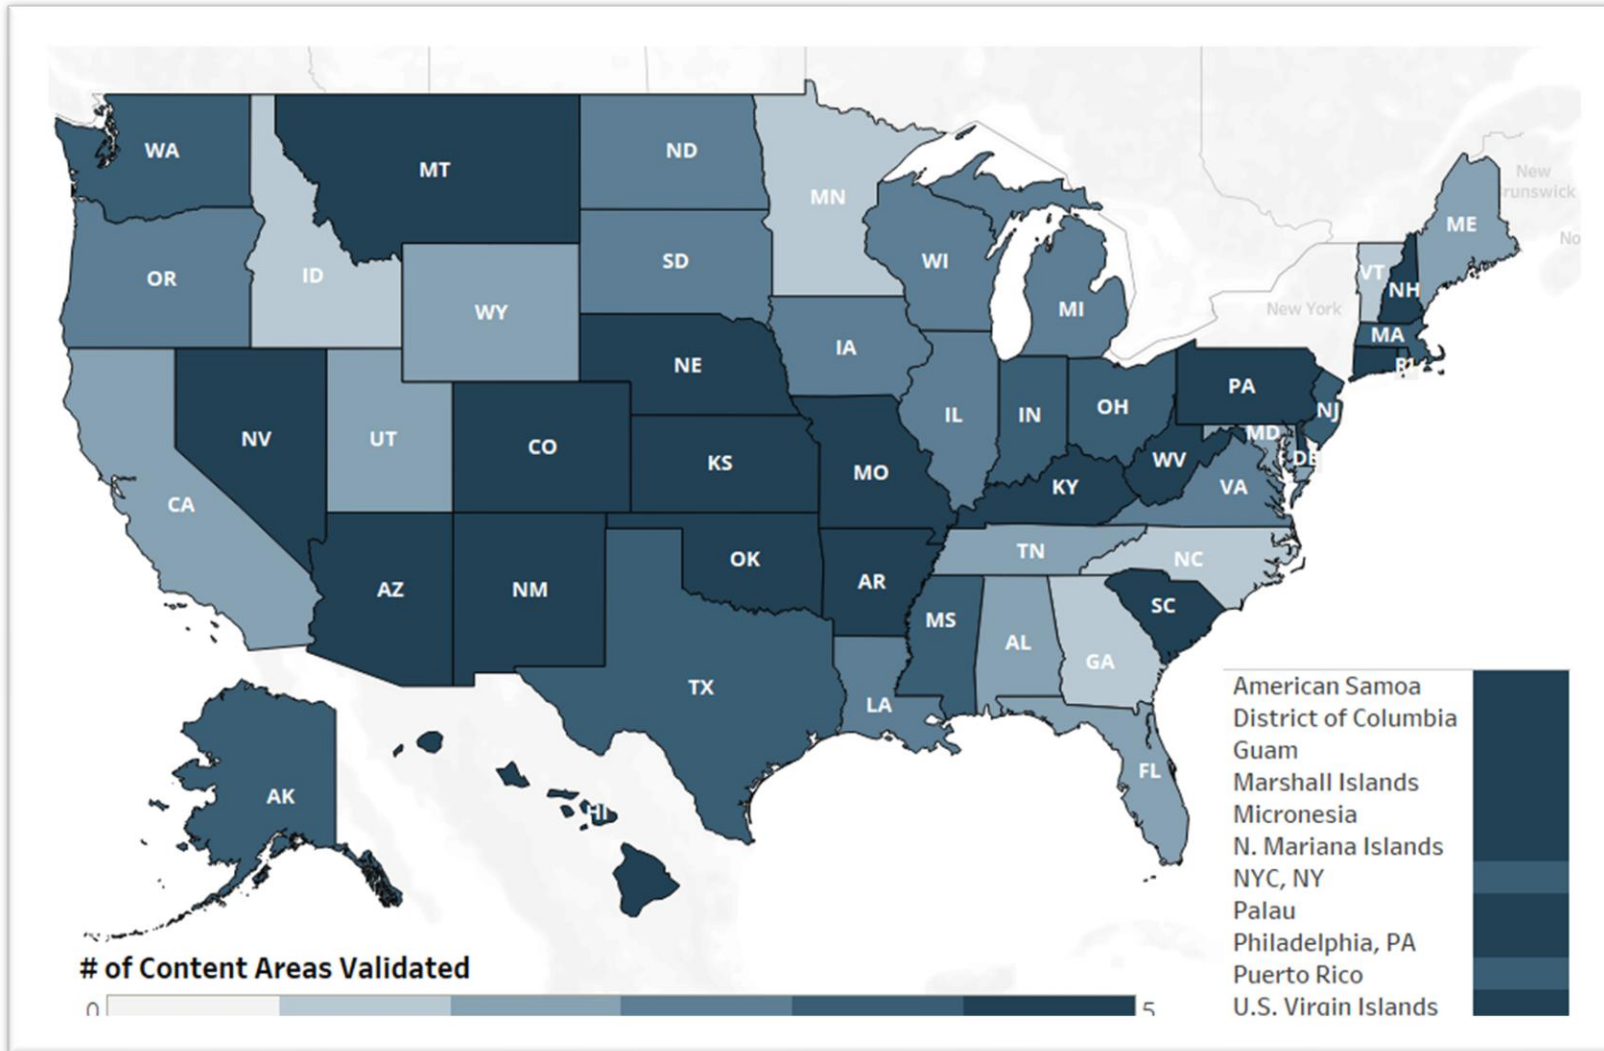 WA
MT
ND
MN
OR
ID
WY
SD
WI
MI
New
runswick
ME
No
VT
NH
New York
MA
RI
IA
NE
PA
NJ
NV
UT
CO
KS
MO
IL
IN
OH
MD
DE
WV
VA
KY
CA
AZ
NM
OK
AR
TN
NC
SC
MS
AL
GA
TX
LA
FL
AK
HI
American Samoa
District of Columbia
Guam
Marshall Islands
Micronesia
N. Mariana Islands
NYC, NY
Palau
Philadelphia, PA
Puerto Rico
U.S. Virgin Islands
# of Content Areas Validated
0 5